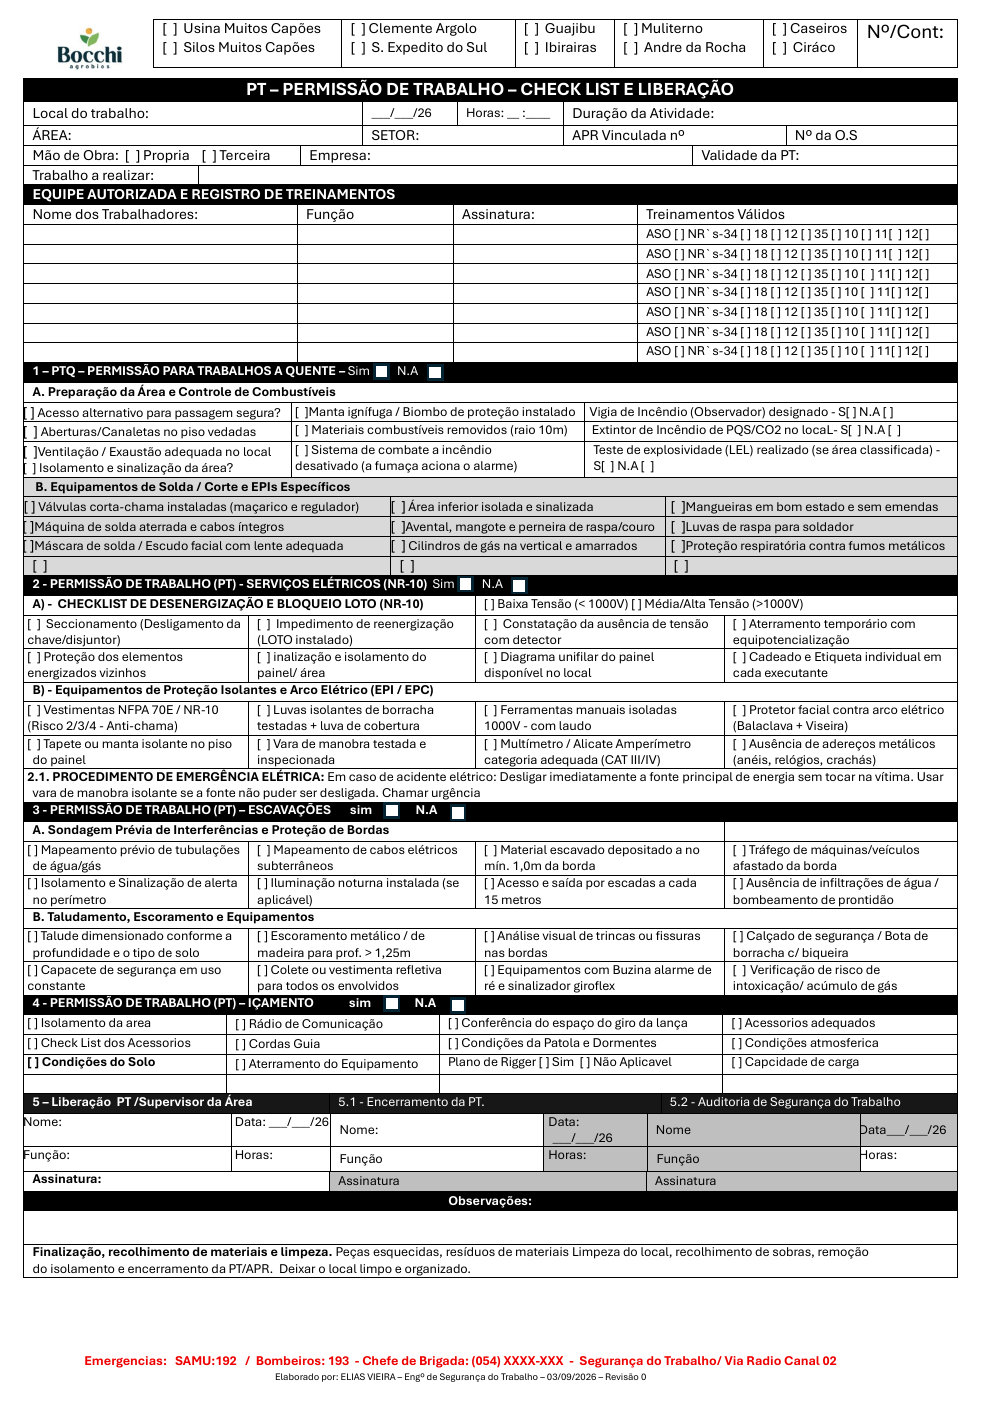 Bocchi
agrobios
[ ] Usina Muitos Capões [ ] Clemente Argolo [ ] Guajibu [ ] Muliterno [ ] Caseiros Nº/Cont:
[ ] Silos Muitos Capões [ ] S. Expedito do Sul [ ] Ibirairas [ ] Andre da Rocha [ ] Ciráco
PT – PERMISSÃO DE TRABALHO – CHECK LIST E LIBERAÇÃO
Local do trabalho: ___/___/26 Horas: __ :____ Duração da Atividade:
ÁREA: SETOR: APR Vinculada nº Nº da O.S
Mão de Obra: [ ] Propria [ ] Terceira Empresa: Validade da PT:
Trabalho a realizar:
EQUIPE AUTORIZADA E REGISTRO DE TREINAMENTOS
Nome dos Trabalhadores: Função Assinatura: Treinamentos Válidos
ASO [ ] NR`s-34 [ ] 18 [ ] 12 [ ] 35 [ ] 10 [ ] 11[ ] 12[ ]
ASO [ ] NR`s-34 [ ] 18 [ ] 12 [ ] 35 [ ] 10 [ ] 11[ ] 12[ ]
ASO [ ] NR`s-34 [ ] 18 [ ] 12 [ ] 35 [ ] 10 [ ] 11[ ] 12[ ]
ASO [ ] NR`s-34 [ ] 18 [ ] 12 [ ] 35 [ ] 10 [ ] 11[ ] 12[ ]
ASO [ ] NR`s-34 [ ] 18 [ ] 12 [ ] 35 [ ] 10 [ ] 11[ ] 12[ ]
ASO [ ] NR`s-34 [ ] 18 [ ] 12 [ ] 35 [ ] 10 [ ] 11[ ] 12[ ]
ASO [ ] NR`s-34 [ ] 18 [ ] 12 [ ] 35 [ ] 10 [ ] 11[ ] 12[ ]
1 – PTQ – PERMISSÃO PARA TRABALHOS A QUENTE – Sim N.A
A. Preparação da Área e Controle de Combustíveis
[ ] Acesso alternativo para passagem segura? [ ]Manta ignífuga / Biombo de proteção instalado Vigia de Incêndio (Observador) designado - S[ ] N.A [ ]
[ ] Aberturas/Canaletas no piso vedadas [ ] Materiais combustíveis removidos (raio 10m) Extintor de Incêndio de PQS/CO2 no locaL- S[ ] N.A [ ]
[ ]Ventilação / Exaustão adequada no local [ ] Sistema de combate a incêndio Teste de explosividade (LEL) realizado (se área classificada) -
[ ] Isolamento e sinalização da área? desativado (a fumaça aciona o alarme) S[ ] N.A [ ]
B. Equipamentos de Solda / Corte e EPIs Específicos
[ ] Válvulas corta-chama instaladas (maçarico e regulador) [ ] Área inferior isolada e sinalizada [ ]Mangueiras em bom estado e sem emendas
[ ]Máquina de solda aterrada e cabos íntegros [ ]Avental, mangote e perneira de raspa/couro [ ]Luvas de raspa para soldador
[ ]Máscara de solda / Escudo facial com lente adequada [ ] Cilindros de gás na vertical e amarrados [ ]Proteção respiratória contra fumos metálicos
[ ] [ ] [ ]
2 - PERMISSÃO DE TRABALHO (PT) - SERVIÇOS ELÉTRICOS (NR-10) Sim N.A
A) - CHECKLIST DE DESENERGIZAÇÃO E BLOQUEIO LOTO (NR-10) [ ] Baixa Tensão (< 1000V) [ ] Média/Alta Tensão (>1000V)
[ ] Seccionamento (Desligamento da [ ] Impedimento de reenergização [ ] Constatação da ausência de tensão [ ] Aterramento temporário com
chave/disjuntor) (LOTO instalado) com detector equipotencialização
[ ] Proteção dos elementos [ ] inalização e isolamento do [ ] Diagrama unifilar do painel [ ] Cadeado e Etiqueta individual em
energizados vizinhos painel/ área disponível no local cada executante
B) - Equipamentos de Proteção Isolantes e Arco Elétrico (EPI / EPC)
[ ] Vestimentas NFPA 70E / NR-10 [ ] Luvas isolantes de borracha [ ] Ferramentas manuais isoladas [ ] Protetor facial contra arco elétrico
(Risco 2/3/4 - Anti-chama) testadas + luva de cobertura 1000V - com laudo (Balaclava + Viseira)
[ ] Tapete ou manta isolante no piso [ ] Vara de manobra testada e [ ] Multímetro / Alicate Amperímetro [ ] Ausência de adereços metálicos
do painel inspecionada categoria adequada (CAT III/IV) (anéis, relógios, crachás)
2.1. PROCEDIMENTO DE EMERGÊNCIA ELÉTRICA: Em caso de acidente elétrico: Desligar imediatamente a fonte principal de energia sem tocar na vítima. Usar
vara de manobra isolante se a fonte não puder ser desligada. Chamar urgência
3 - PERMISSÃO DE TRABALHO (PT) – ESCAVAÇÕES sim N.A
A. Sondagem Prévia de Interferências e Proteção de Bordas
[ ] Mapeamento prévio de tubulações [ ] Mapeamento de cabos elétricos [ ] Material escavado depositado a no [ ] Tráfego de máquinas/veículos
de água/gás subterrâneos mín. 1,0m da borda afastado da borda
[ ] Isolamento e Sinalização de alerta [ ] Iluminação noturna instalada (se [ ] Acesso e saída por escadas a cada [ ] Ausência de infiltrações de água /
no perímetro aplicável) 15 metros bombeamento de prontidão
B. Taludamento, Escoramento e Equipamentos
[ ] Talude dimensionado conforme a [ ] Escoramento metálico / de [ ] Análise visual de trincas ou fissuras [ ] Calçado de segurança / Bota de
profundidade e o tipo de solo madeira para prof. > 1,25m nas bordas borracha c/ biqueira
[ ] Capacete de segurança em uso [ ] Colete ou vestimenta refletiva [ ] Equipamentos com Buzina alarme de [ ] Verificação de risco de
constante para todos os envolvidos ré e sinalizador giroflex intoxicação/ acúmulo de gás
4 - PERMISSÃO DE TRABALHO (PT) – IÇAMENTO sim N.A
[ ] Isolamento da area [ ] Rádio de Comunicação [ ] Conferência do espaço do giro da lança [ ] Acessorios adequados
[ ] Check List dos Acessorios [ ] Cordas Guia [ ] Condições da Patola e Dormentes [ ] Condições atmosferica
[ ] Condições do Solo [ ] Aterramento do Equipamento Plano de Rigger [ ] Sim [ ] Não Aplicavel [ ] Capcidade de carga
5 – Liberação PT /Supervisor da Área 5.1 - Encerramento da PT. 5.2 - Auditoria de Segurança do Trabalho
Nome: Data: ___/___/26 Nome: Data: ___/___/26 Nome Data___/___/26
Função: Horas: Função Horas: Função Horas:
Assinatura: Assinatura Assinatura
Observações:
Finalização, recolhimento de materiais e limpeza. Peças esquecidas, resíduos de materiais Limpeza do local, recolhimento de sobras, remoção
do isolamento e encerramento da PT/APR. Deixar o local limpo e organizado.
Emergencias: SAMU:192 / Bombeiros: 193 - Chefe de Brigada: (054) XXXX-XXX - Segurança do Trabalho/ Via Radio Canal 02
Elaborado por: ELIAS VIEIRA – Engº de Segurança do Trabalho – 03/09/2026 – Revisão 0